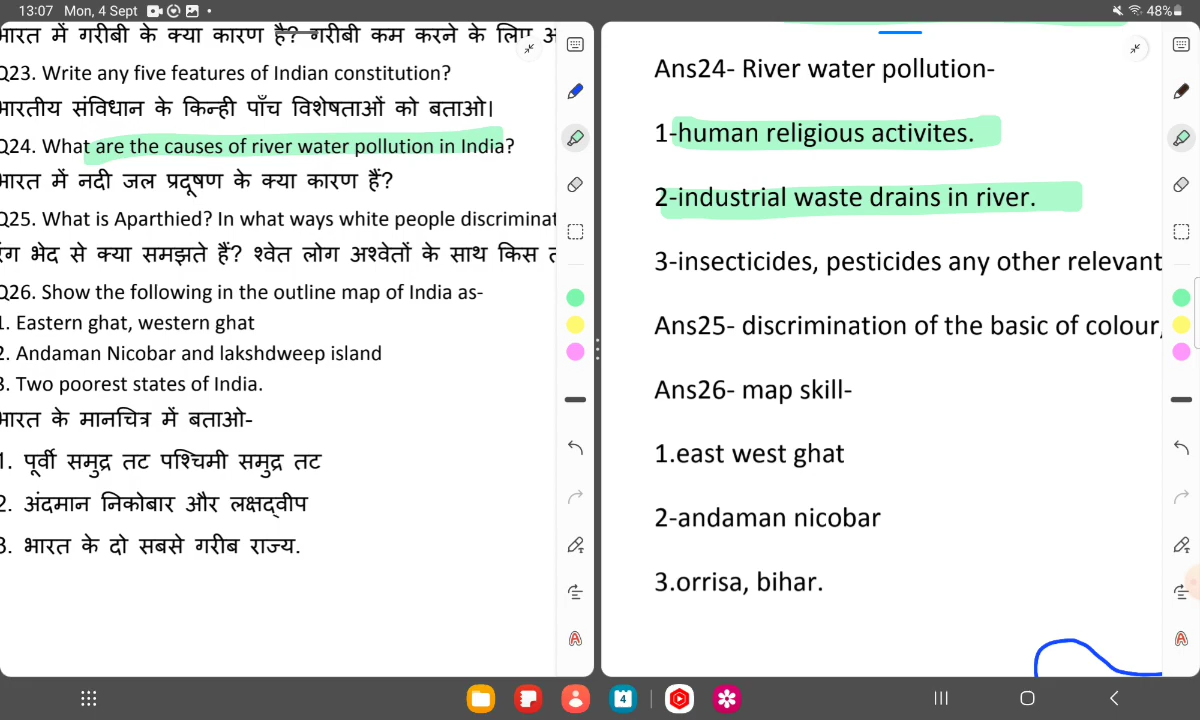 13:07 Mon, 4 Sept
48%
भारत में गरीबी के क्या कारण है? गरीबी कम करने के लिए
Q23. Write any five features of Indian constitution?
भारतीय संविधान के किन्ही पाँच विशेषताओं को बताओ।
Q24. What are the causes of river water pollution in India?
भारत में नदी जल प्रदूषण के क्या कारण हैं?
Q25. What is Aparthied? In what ways white people discriminat
रंग भेद से क्या समझते हैं? श्वेत लोग अश्वेतों के साथ किस
Q26. Show the following in the outline map of India as-
1. Eastern ghat, western ghat
2. Andaman Nicobar and lakshdweep island
3. Two poorest states of India.
भारत के मानचित्र में बताओ-
1. पूर्वी समुद्र तट पश्चिमी समुद्र तट
2. अंदमान निकोबार और लक्षद्वीप
3. भारत के दो सबसे गरीब राज्य.
Ans24- River water pollution-
1-human religious activites.
2-industrial waste drains in river.
3-insecticides, pesticides any other relevant
Ans25- discrimination of the basic of colour,
Ans26- map skill-
1.east west ghat
2-andaman nicobar
3.orrisa, bihar.
4